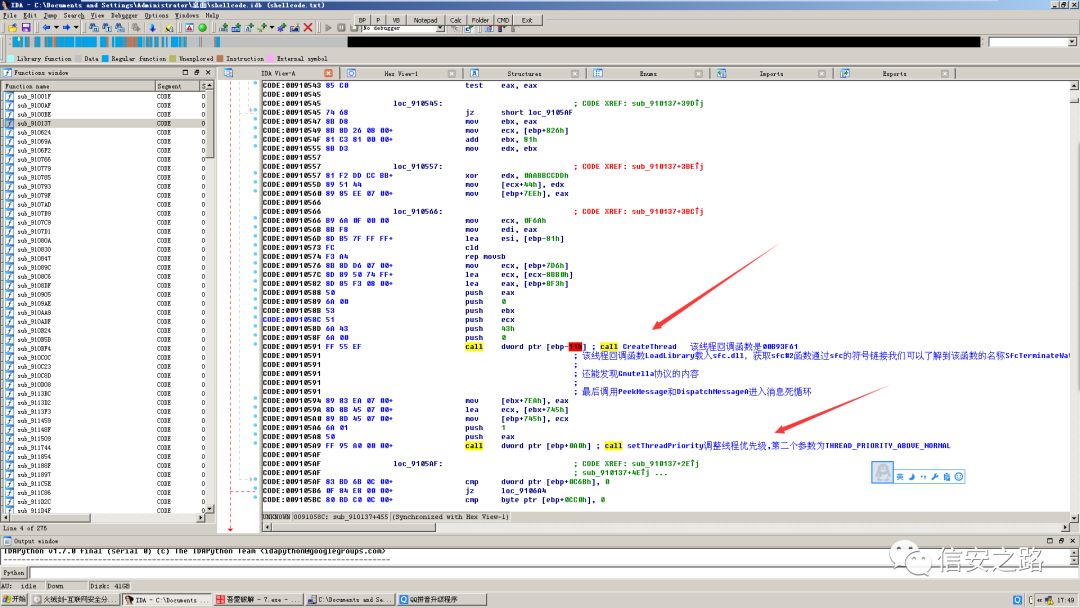 IDA - C:\Documents and Settings\Administrator\桌面\shellcode.idb (shellcode.txt)
File Edit Jump Search View Debugger Options Windows Help
BP P VB Notepad Calc Folder CMD Exit
No debugger
Library function Data Regular function Unexplored Instruction External symbol
Functions window
IDA View-A Hex View-1 Structures Enums Imports Exports
Function name Segment
sub_910137 CODE
sub_910624 CODE
sub_91069A CODE
sub_9106F2 CODE
sub_910766 CODE
sub_910779 CODE
sub_910785 CODE
sub_910793 CODE
sub_91079F CODE
sub_9107AD CODE
sub_9107C9 CODE
sub_9107D1 CODE
sub_91080A CODE
sub_910830 CODE
sub_910847 CODE
sub_91089C CODE
sub_9108C6 CODE
sub_9108DF CODE
sub_910905 CODE
sub_9109AE CODE
sub_910AA9 CODE
sub_910ADF CODE
sub_910B24 CODE
sub_910B5B CODE
sub_910BF4 CODE
sub_910C0C CODE
sub_910C23 CODE
sub_910C8D CODE
sub_910D08 CODE
sub_9113BC CODE
sub_9113D2 CODE
sub_9113F3 CODE
sub_911459 CODE
sub_91148F CODE
sub_911509 CODE
sub_911744 CODE
sub_911854 CODE
sub_91188F CODE
sub_911897 CODE
sub_911C5E CODE
sub_911C86 CODE
sub_911D2C CODE
sub_911D4F CODE
Line 4 of 276
CODE:00910543 85 C0 test eax, eax
CODE:00910545
CODE:00910545 loc_910545: ; CODE XREF: sub_910137+39D↑j
CODE:00910545 74 68 jz short loc_9105AF
CODE:00910547 8B D8 mov ebx, eax
CODE:00910549 8B 8D 26 08 00+ mov ecx, [ebp+826h]
CODE:0091054F 81 C3 81 00 00+ add ebx, 81h
CODE:00910555 8B D3 mov edx, ebx
CODE:00910557
CODE:00910557 loc_910557: ; CODE XREF: sub_910137+3BE↑j
CODE:00910557 81 F2 DD CC BB+ xor edx, 0AABBCCDDh
CODE:0091055D 89 51 44 mov [ecx+44h], edx
CODE:00910560 89 85 EE 07 00+ mov [ebp+7EEh], eax
CODE:00910566
CODE:00910566 loc_910566: ; CODE XREF: sub_910137+3BC↑j
CODE:00910566 B9 6A 0F 00 00 mov ecx, 0F6Ah
CODE:0091056B 8B F8 mov edi, eax
CODE:0091056D 8D B5 7F FF FF+ lea esi, [ebp-81h]
CODE:00910573 FC cld
CODE:00910574 F3 A4 rep movsb
CODE:00910576 8B 8D D6 07 00+ mov ecx, [ebp+7D6h]
CODE:0091057C 8D 89 50 74 FF+ lea ecx, [ecx-8BB0h]
CODE:00910582 8D 85 F3 08 00+ lea eax, [ebp+8F3h]
CODE:00910588 50 push eax
CODE:00910589 6A 00 push 0
CODE:0091058B 53 push ebx
CODE:0091058C 51 push ecx
CODE:0091058D 6A 43 push 43h
CODE:0091058F 6A 00 push 0
CODE:00910591 FF 55 EF call dword ptr [ebp-11h] ; call CreateThread 该线程回调函数是00B93F61
CODE:00910591 ; 该线程回调函数LoadLibrary载入sfc.dll，获取sfc#2函数通过sfc的符号链接我们可以了解到该函数的名称SfcTerminateWat
CODE:00910591 ;
CODE:00910591 ; 还能发现Gnutella协议的内容
CODE:00910591 ;
CODE:00910591 ; 最后调用PeekMessage和DispatchMessageA进入消息死循环
CODE:00910594 89 83 EA 07 00+ mov [ebx+7EAh], eax
CODE:0091059A 8D 8B 45 07 00+ lea ecx, [ebx+745h]
CODE:009105A0 89 8D 45 07 00+ mov [ebp+745h], ecx
CODE:009105A6 6A 01 push 1
CODE:009105A8 50 push eax
CODE:009105A9 FF 95 A0 00 00+ call dword ptr [ebp+0A0h] ; call setThreadPriority调整线程优先级,第二个参数为THREAD_PRIORITY_ABOVE_NORMAL
CODE:009105AF
CODE:009105AF loc_9105AF: ; CODE XREF: sub_910137+2E↑j
CODE:009105AF ; sub_910137+4E↑j ...
CODE:009105AF 83 BD 6B 0C 00+ cmp dword ptr [ebp+0C6Bh], 0
CODE:009105B6 0F 84 E8 00 00+ jz loc_9106A4
CODE:009105BC 80 BD C0 0C 00+ cmp byte ptr [ebp+0CC0h], 0
UNKNOWN 0091058C: sub_910137+455 (Synchronized with Hex View-1)
英
Output window
IDAPython v1.7.0 final (serial 0) (c) The IDAPython Team <idapython@googlegroups.com>
Python
AU: idle Down Disk: 41GB
开始 火绒剑-互联网安全分... IDA - C:\Documents ... 吾爱破解 - 7.exe - ... C:\Documents and Se... QQ拼音升级程序 17:49
信安之路